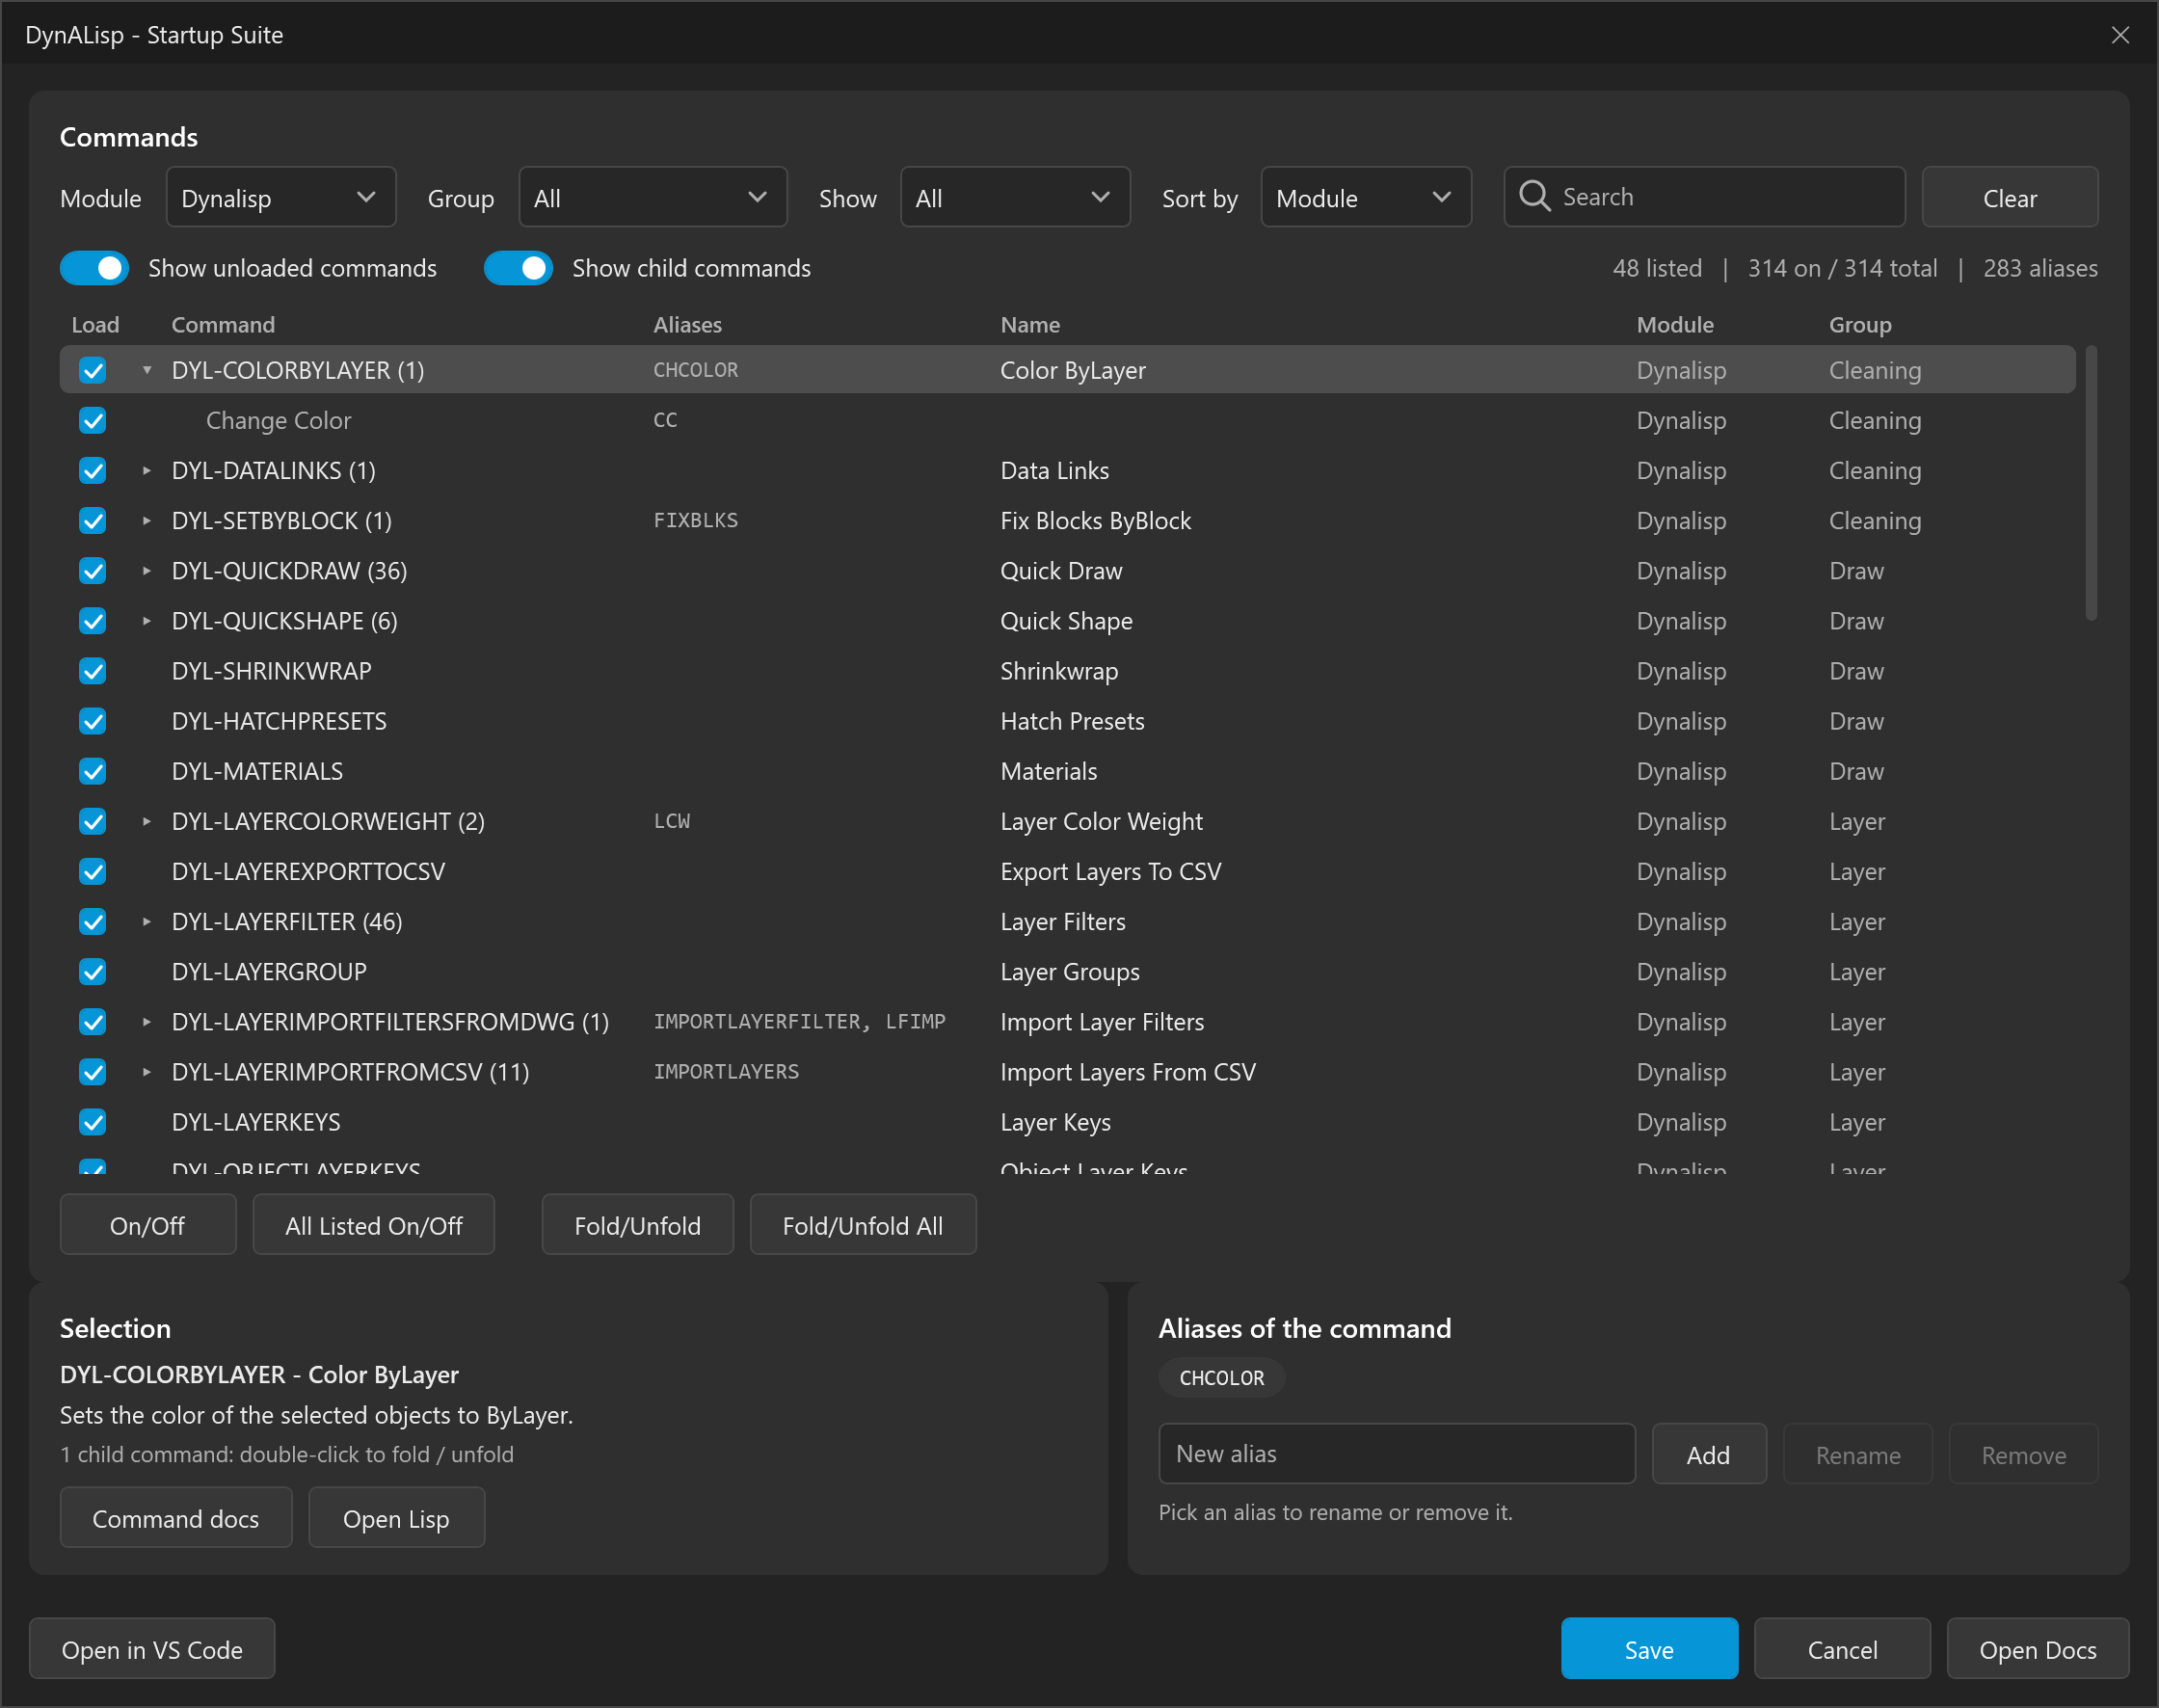 DynALisp - Startup Suite
Commands
Module Dynalisp Group All Show All Sort by Module Search Clear
Show unloaded commands Show child commands 48 listed | 314 on / 314 total | 283 aliases
Load Command Aliases Name Module Group
DYL-COLORBYLAYER (1) CHCOLOR Color ByLayer Dynalisp Cleaning
Change Color CC Dynalisp Cleaning
DYL-DATALINKS (1) Data Links Dynalisp Cleaning
DYL-SETBYBLOCK (1) FIXBLKS Fix Blocks ByBlock Dynalisp Cleaning
DYL-QUICKDRAW (36) Quick Draw Dynalisp Draw
DYL-QUICKSHAPE (6) Quick Shape Dynalisp Draw
DYL-SHRINKWRAP Shrinkwrap Dynalisp Draw
DYL-HATCHPRESETS Hatch Presets Dynalisp Draw
DYL-MATERIALS Materials Dynalisp Draw
DYL-LAYERCOLORWEIGHT (2) LCW Layer Color Weight Dynalisp Layer
DYL-LAYEREXPORTTOCSV Export Layers To CSV Dynalisp Layer
DYL-LAYERFILTER (46) Layer Filters Dynalisp Layer
DYL-LAYERGROUP Layer Groups Dynalisp Layer
DYL-LAYERIMPORTFILTERSFROMDWG (1) IMPORTLAYERFILTER, LFIMP Import Layer Filters Dynalisp Layer
DYL-LAYERIMPORTFROMCSV (11) IMPORTLAYERS Import Layers From CSV Dynalisp Layer
DYL-LAYERKEYS Layer Keys Dynalisp Layer
DYL-OBJECTLAYERKEYS Object Layer Keys Dynalisp Layer
On/Off All Listed On/Off Fold/Unfold Fold/Unfold All
Selection
DYL-COLORBYLAYER - Color ByLayer
Sets the color of the selected objects to ByLayer.
1 child command: double-click to fold / unfold
Command docs Open Lisp
Aliases of the command
CHCOLOR
New alias Add Rename Remove
Pick an alias to rename or remove it.
Open in VS Code Save Cancel Open Docs